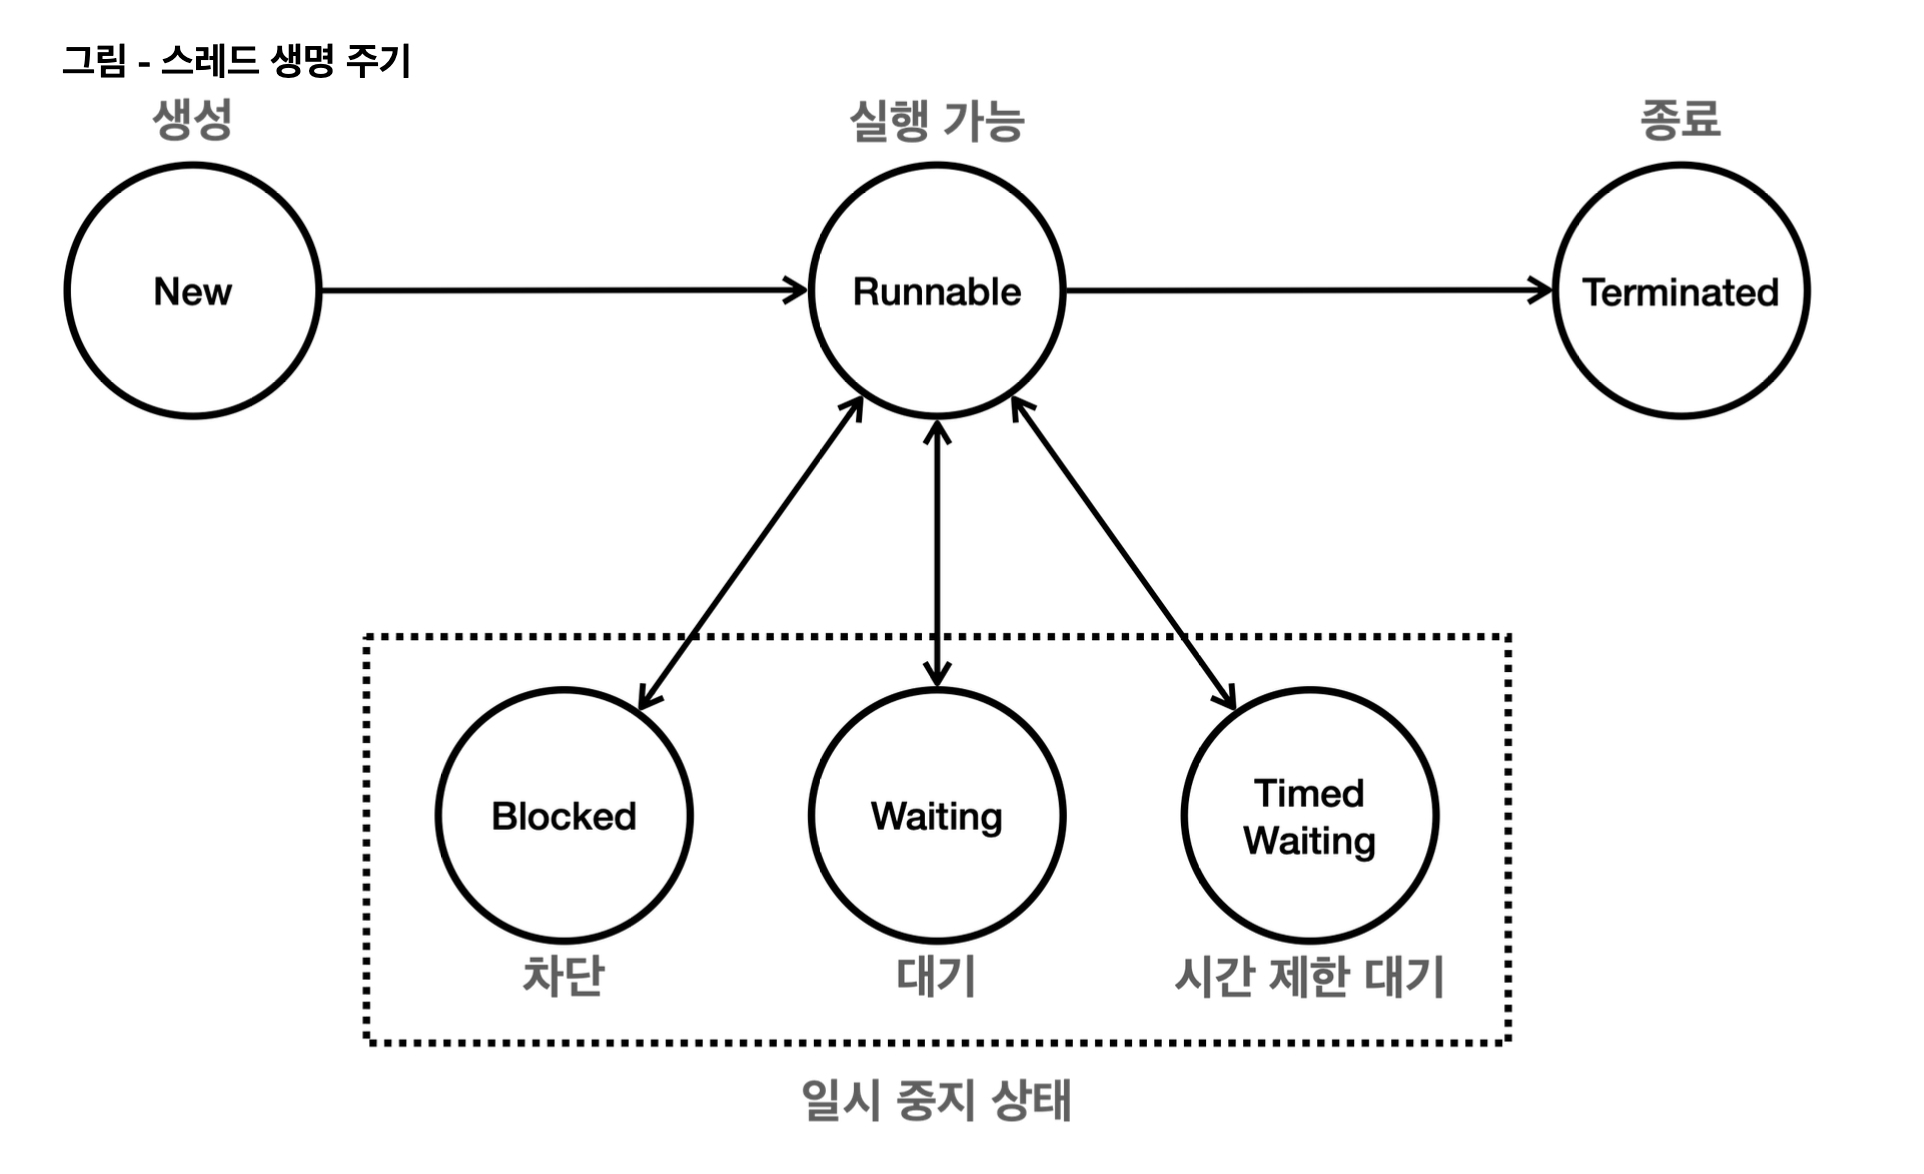 그림 - 스레드 생명 주기
생성
실행 가능
종료
New
Runnable
Terminated
Blocked
Waiting
Timed
Waiting
차단
대기
시간 제한 대기
일시 중지 상태